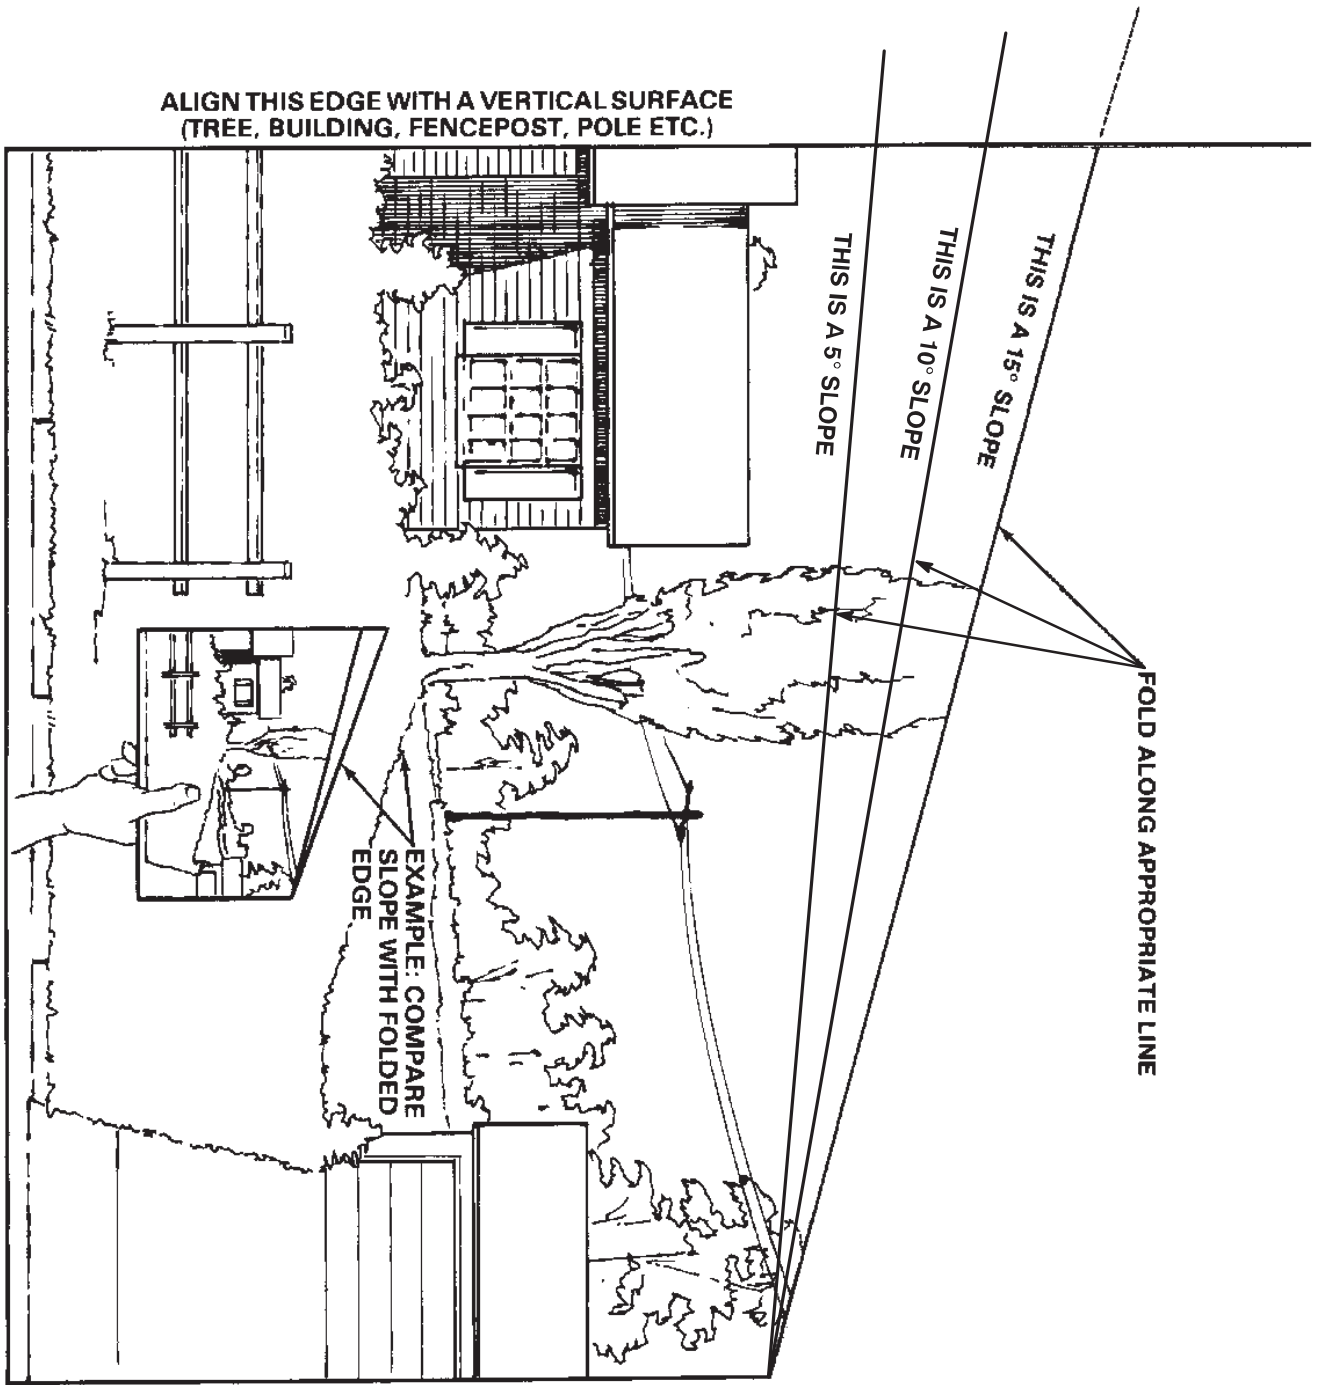 ALIGN THIS EDGE WITH A VERTICAL SURFACE
(TREE, BUILDING, FENCEPOST, POLE ETC.)
THIS IS A 15° SLOPE
THIS IS A 10° SLOPE
THIS IS A 5° SLOPE
FOLD ALONG APPROPRIATE LINE
EXAMPLE: COMPARE
SLOPE WITH FOLDED
EDGE